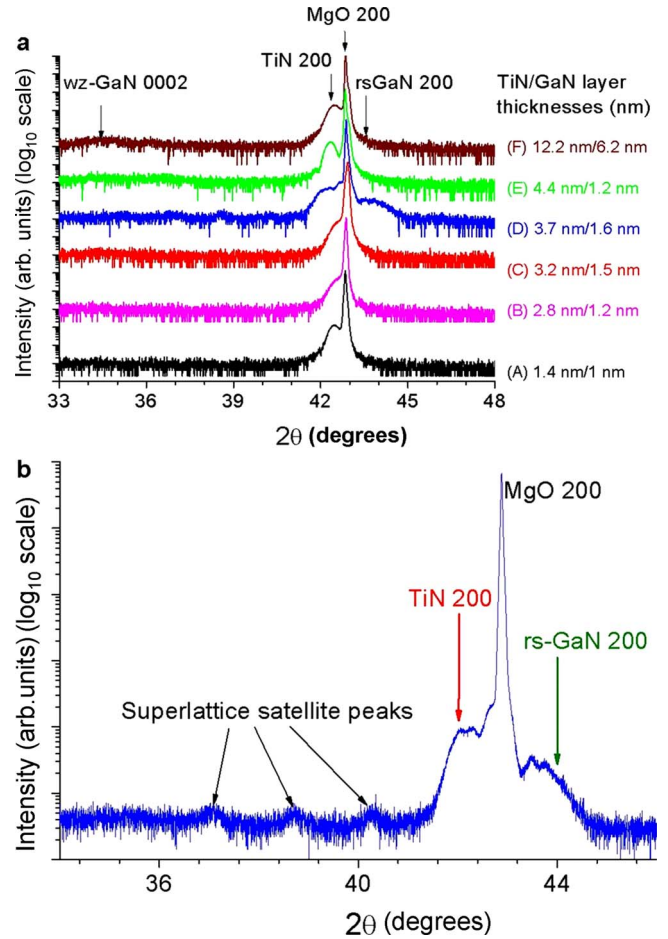 a
MgO 200
TiN 200
wz-GaN 0002
rsGaN 200
TiN/GaN layer
thicknesses (nm)
(F) 12.2 nm/6.2 nm
(E) 4.4 nm/1.2 nm
(D) 3.7 nm/1.6 nm
(C) 3.2 nm/1.5 nm
(B) 2.8 nm/1.2 nm
(A) 1.4 nm/1 nm
Intensity (arb. units) (log₁₀ scale)
33 36 39 42 45 48
2θ (degrees)
b
MgO 200
TiN 200
rs-GaN 200
Superlattice satellite peaks
Intensity (arb.units) (log₁₀ scale)
36 40 44
2θ (degrees)